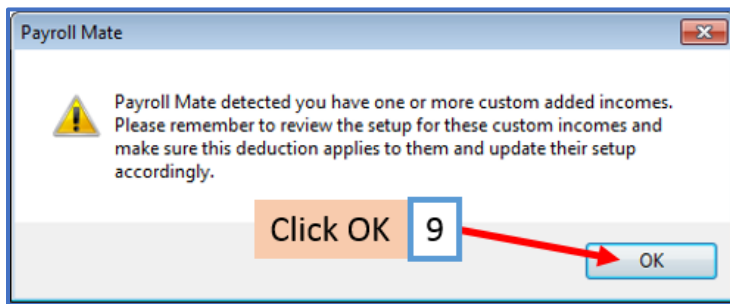 Payroll Mate
Payroll Mate detected you have one or more custom added incomes.
Please remember to review the setup for these custom incomes and
make sure this deduction applies to them and update their setup
accordingly.
Click OK 9
OK